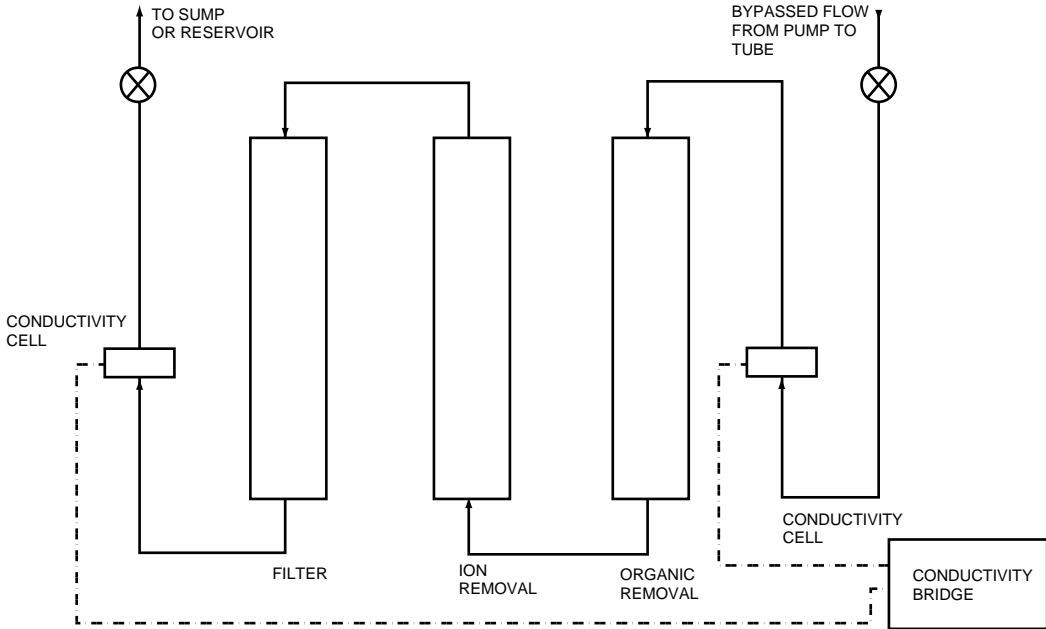 TO SUMP
OR RESERVOIR
BYPASSED FLOW
FROM PUMP TO
TUBE
CONDUCTIVITY
CELL
CONDUCTIVITY
CELL
FILTER
ION
REMOVAL
ORGANIC
REMOVAL
CONDUCTIVITY
BRIDGE